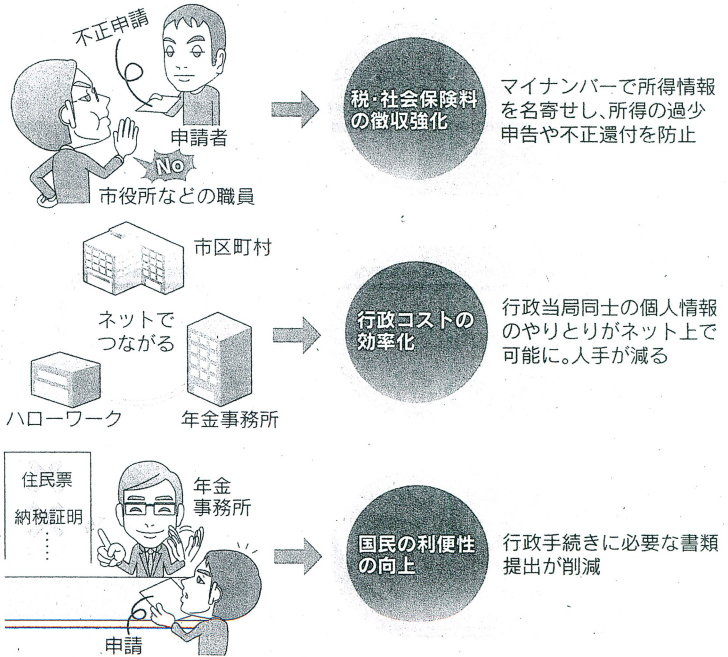 不正申請
申請者
No
市役所などの職員
税・社会保険料
の徴収強化
マイナンバーで所得情報
を名寄せし、所得の過少
申告や不正還付を防止
市区町村
ネットで
つながる
ハローワーク
年金事務所
行政コストの
効率化
行政当局同士の個人情報
のやりとりがネット上で
可能に。人手が減る
住民票
納税証明
⋮
年金
事務所
申請
国民の利便性
の向上
行政手続きに必要な書類
提出が削減